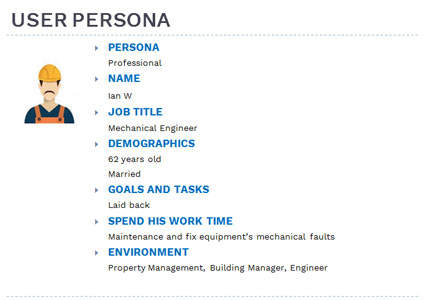 USER PERSONA
PERSONA
Professional
NAME
Ian W
JOB TITLE
Mechanical Engineer
DEMOGRAPHICS
62 years old
Married
GOALS AND TASKS
Laid back
SPEND HIS WORK TIME
Maintenance and fix equipment's mechanical faults
ENVIRONMENT
Property Management, Building Manager, Engineer